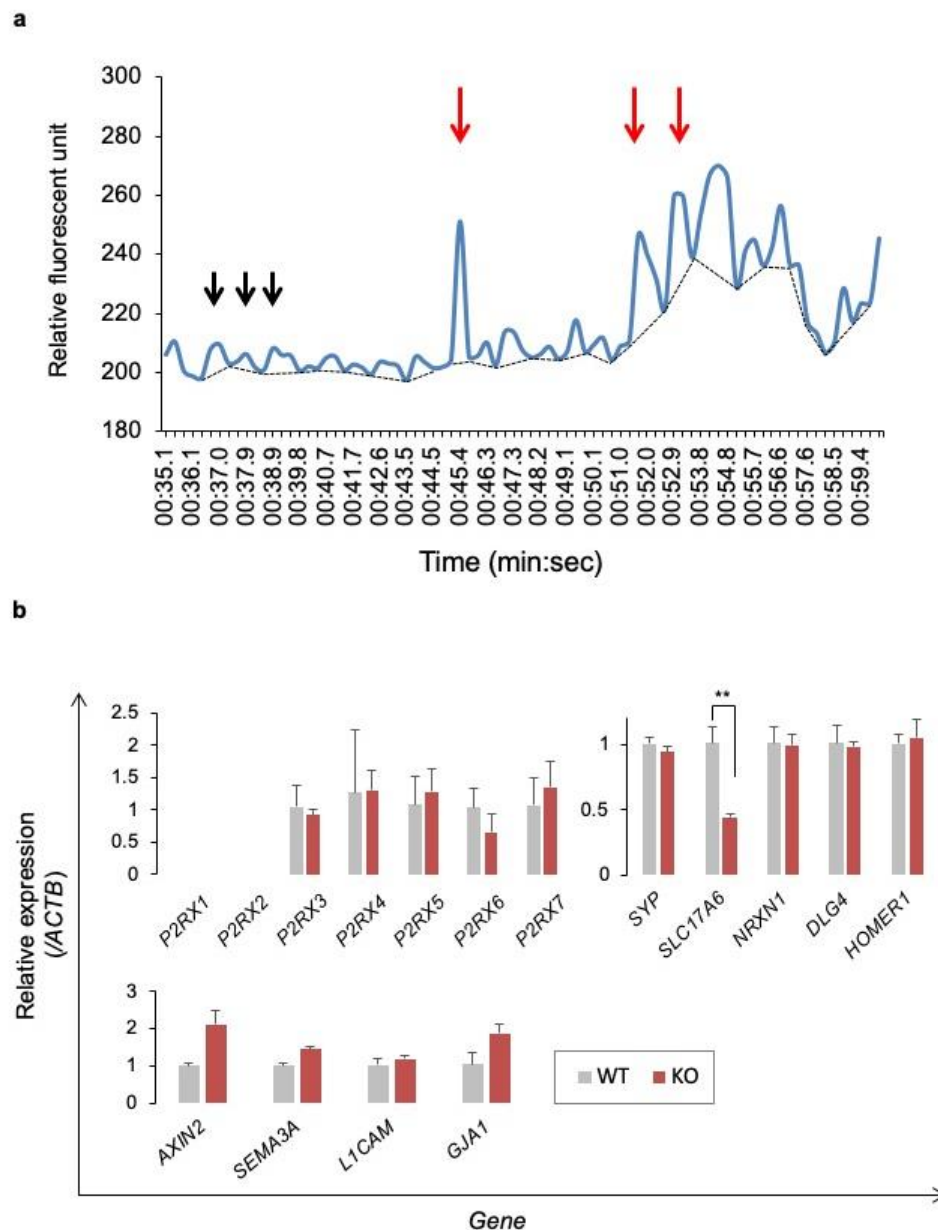 a
300
280
260
240
220
200
180
Relative fluorescent unit
00:35.1
00:36.1
00:37.0
00:37.9
00:38.9
00:39.8
00:40.7
00:41.7
00:42.6
00:43.5
00:44.5
00:45.4
00:46.3
00:47.3
00:48.2
00:49.1
00:50.1
00:51.0
00:52.0
00:52.9
00:53.8
00:54.8
00:55.7
00:56.6
00:57.6
00:58.5
00:59.4
Time (min:sec)
b
Relative expression
(/ACTB)
2.5
2
1.5
1
0.5
0
P2RX1
P2RX2
P2RX3
P2RX4
P2RX5
P2RX6
P2RX7
**
1
0.5
0
SYP
SLC17A6
NRXN1
DLG4
HOMER1
3
2
1
0
AXIN2
SEMA3A
L1CAM
GJA1
WT KO
Gene